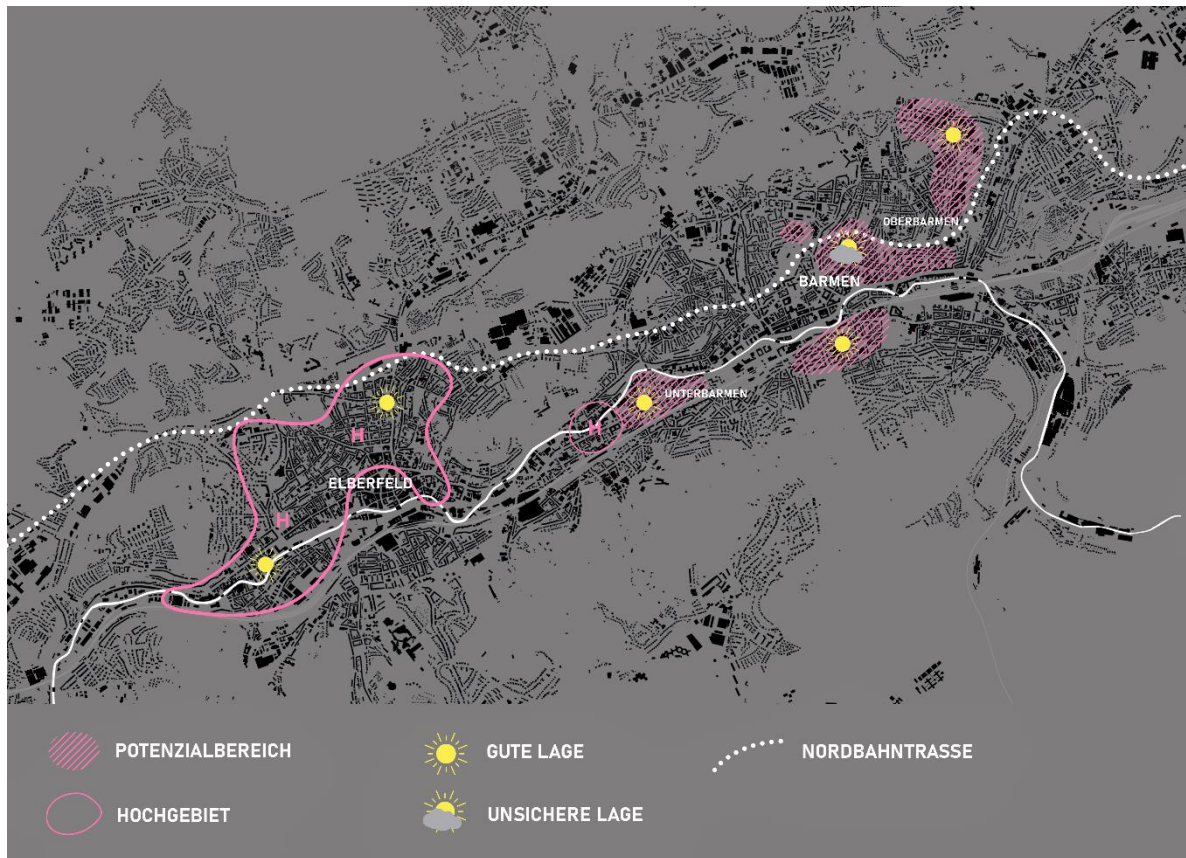 OBERBARMEN
BARMEN
UNTERBARMEN
H
H
ELBERFELD
H
POTENZIALBEREICH
GUTE LAGE
NORDBAHNTRASSE
HOCHGEBIET
UNSICHERE LAGE